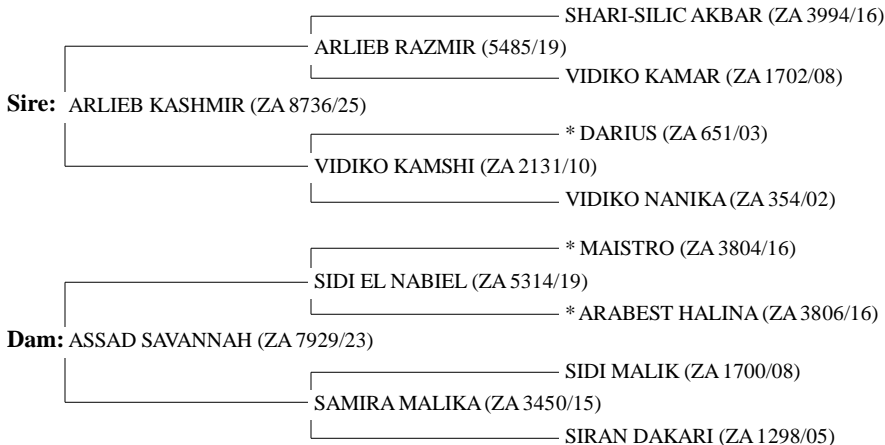 SHARI-SILIC AKBAR (ZA 3994/16)
ARLIEB RAZMIR (5485/19)
VIDIKO KAMAR (ZA 1702/08)
Sire: ARLIEB KASHMIR (ZA 8736/25)
* DARIUS (ZA 651/03)
VIDIKO KAMSHI (ZA 2131/10)
VIDIKO NANIKA (ZA 354/02)
* MAISTRO (ZA 3804/16)
SIDI EL NABIEL (ZA 5314/19)
* ARABEST HALINA (ZA 3806/16)
Dam: ASSAD SAVANNAH (ZA 7929/23)
SIDI MALIK (ZA 1700/08)
SAMIRA MALIKA (ZA 3450/15)
SIRAN DAKARI (ZA 1298/05)